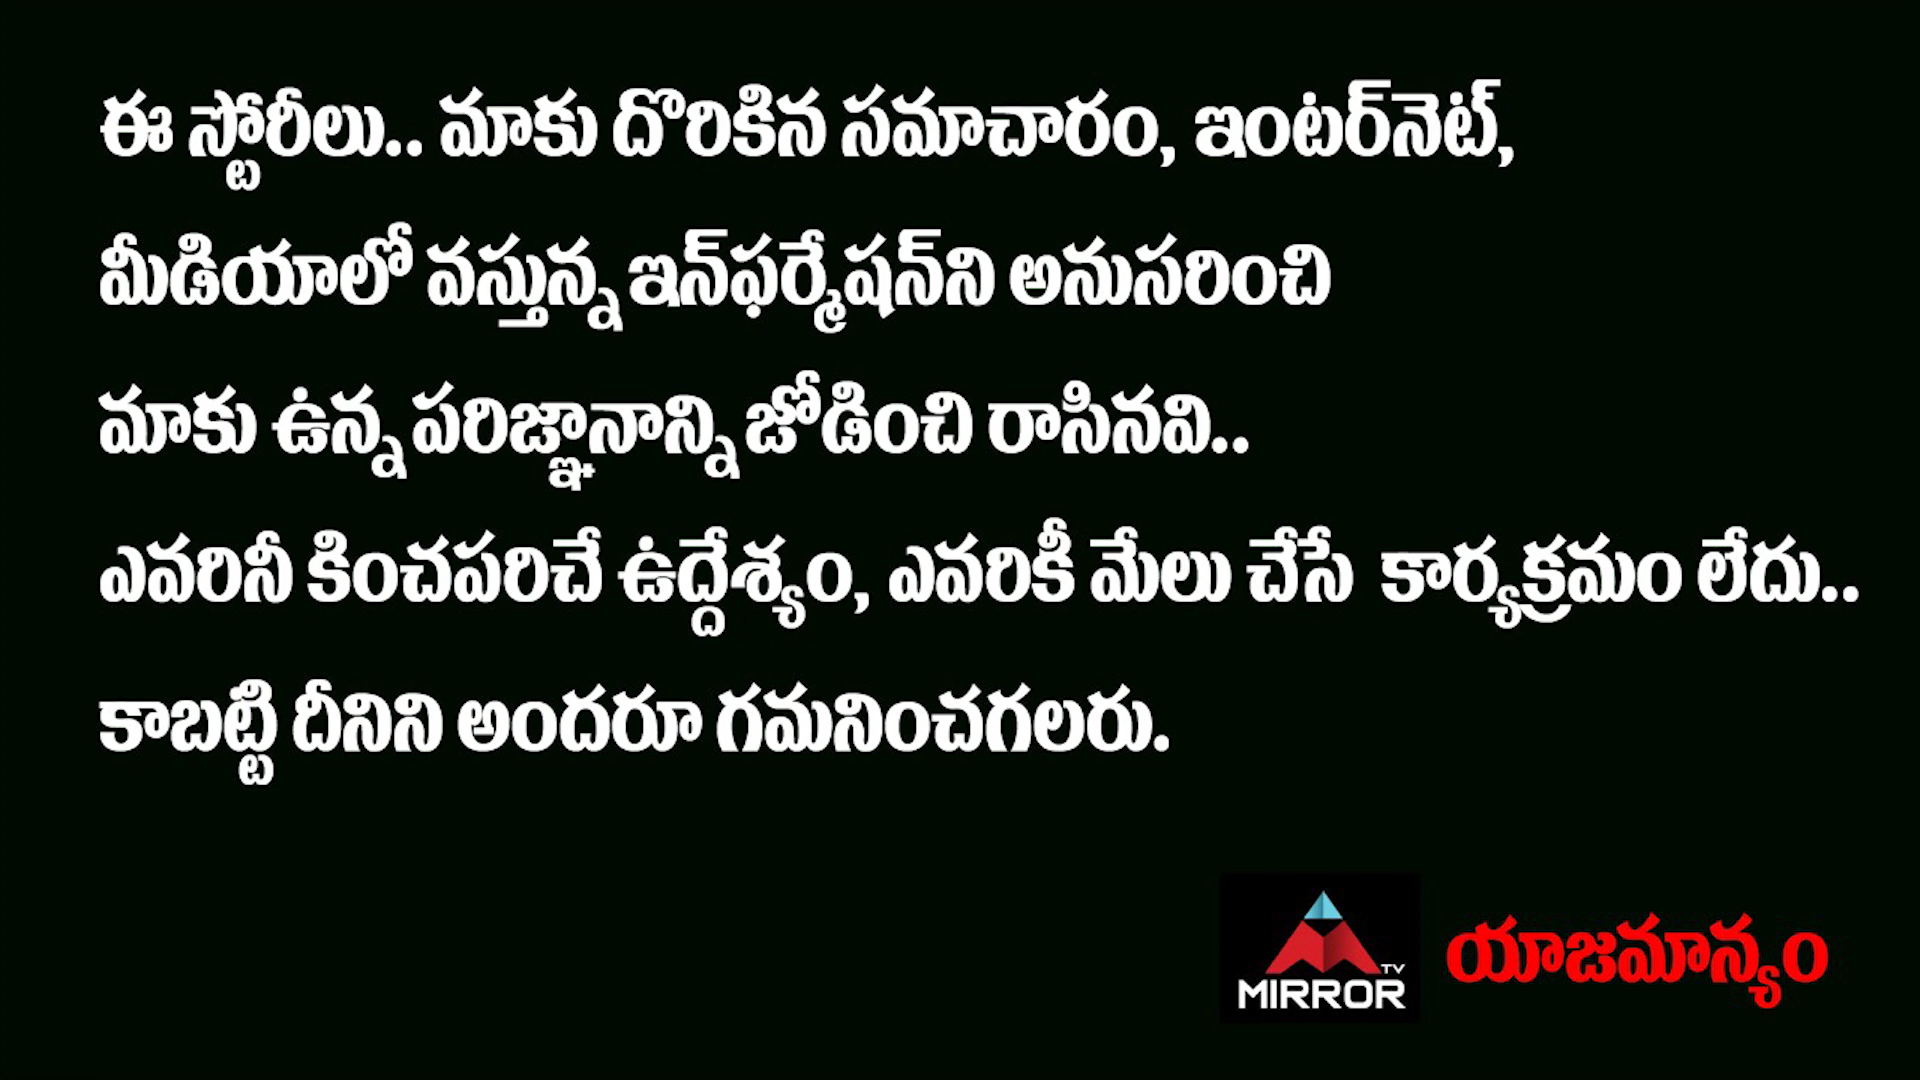 ఈ స్టోరీలు.. మాకు దొరికిన సమాచారం, ఇంటర్‌నెట్,
మీడియాలో వస్తున్న ఇన్‌ఫర్మేషన్‌ని అనుసరించి
మాకు ఉన్న పరిజ్ఞానాన్ని జోడించి రాసినవి..
ఎవరినీ కించపరిచే ఉద్దేశ్యం, ఎవరికీ మేలు చేసే కార్యక్రమం లేదు..
కాబట్టి దీనిని అందరూ గమనించగలరు.
TV
MIRROR
యాజమాన్యం